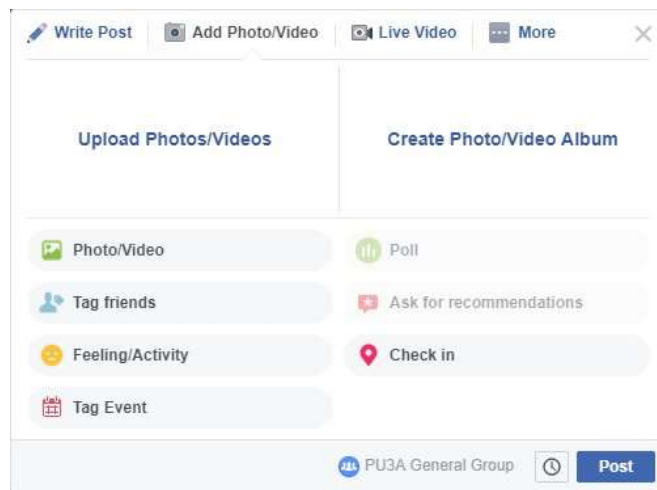 Write Post Add Photo/Video Live Video More
Upload Photos/Videos Create Photo/Video Album
Photo/Video Poll
Tag friends Ask for recommendations
Feeling/Activity Check in
Tag Event
PU3A General Group Post